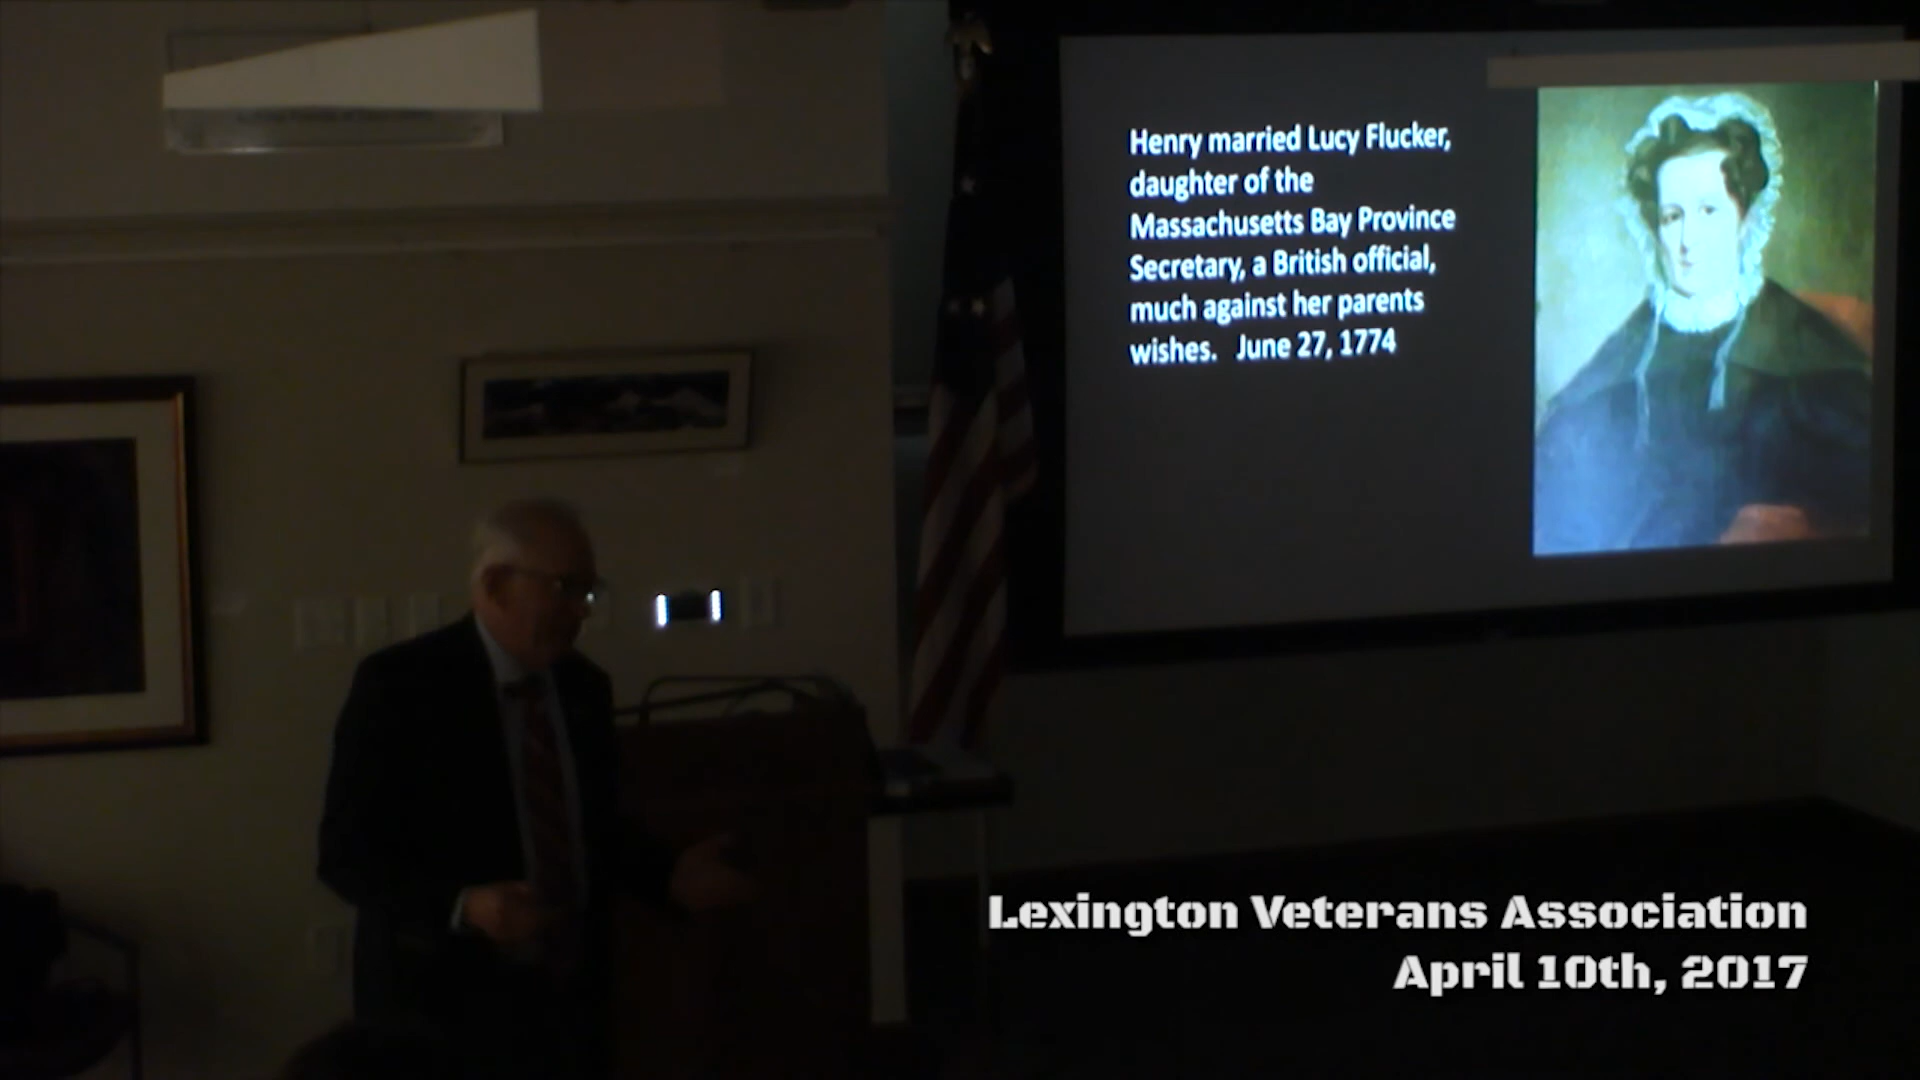 Henry married Lucy Flucker,
daughter of the
Massachusetts Bay Province
Secretary, a British official,
much against her parents
wishes. June 27, 1774
Lexington Veterans Association
April 10th, 2017